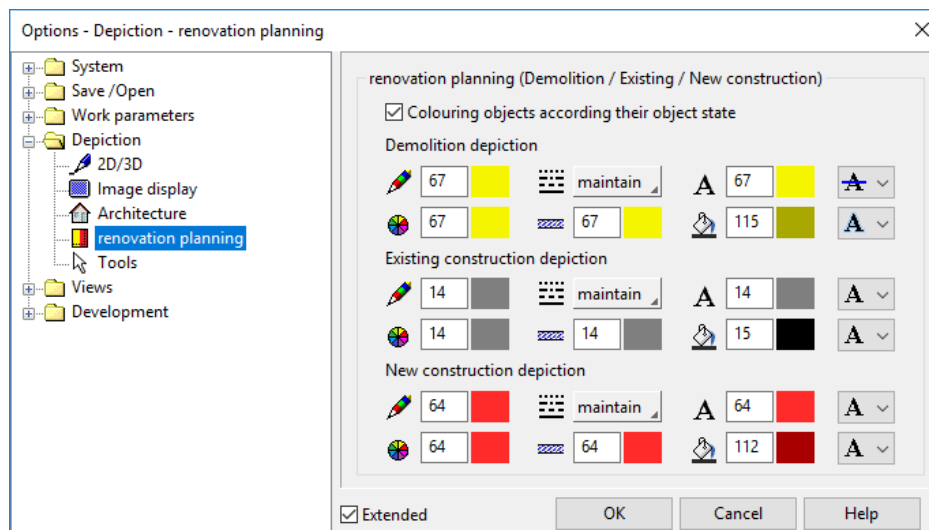 Options - Depiction - renovation planning
System
Save /Open
Work parameters
Depiction
2D/3D
Image display
Architecture
renovation planning
Tools
Views
Development
renovation planning (Demolition / Existing / New construction)
Colouring objects according their object state
Demolition depiction
67 maintain A 67 A
67 67 115 A
Existing construction depiction
14 maintain A 14 A
14 14 15 A
New construction depiction
64 maintain A 64 A
64 64 112 A
Extended OK Cancel Help